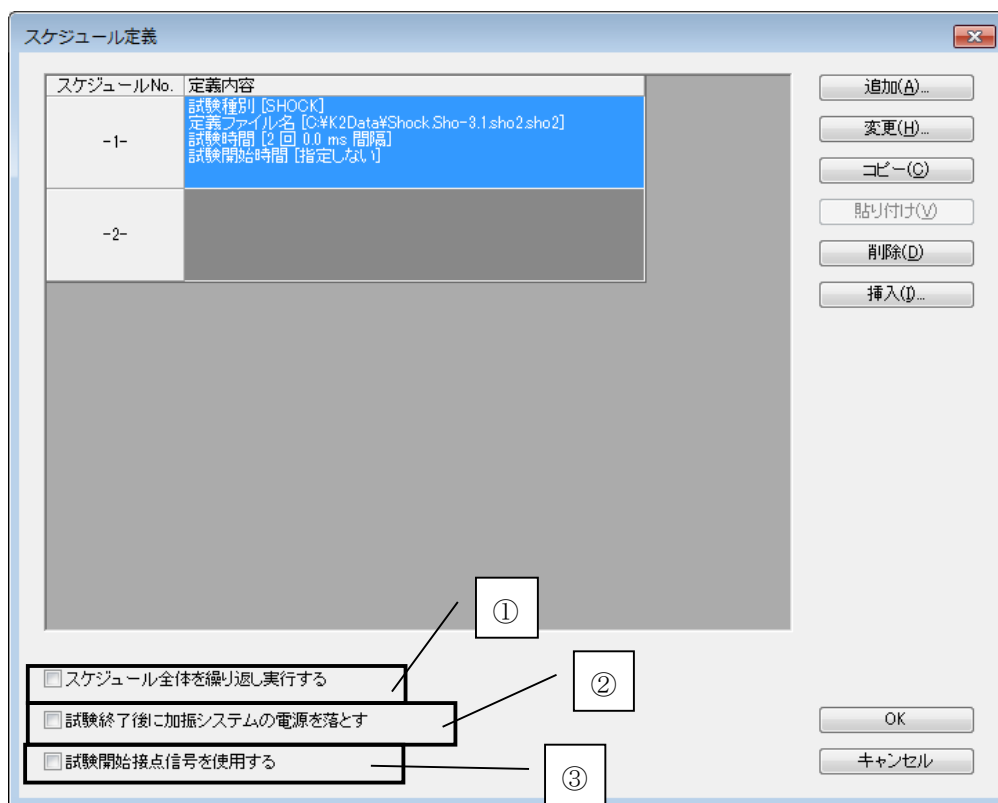 スケジュール定義
スケジュールNo. 定義内容
-1-
試験種別 [SHOCK]
定義ファイル名 [C:¥K2Data¥Shock.Sho-3.1.sho2.sho2]
試験時間 [2 回 0.0 ms 間隔]
試験開始時間 [指定しない]
-2-
追加(A)...
変更(H)...
コピー(C)
貼り付け(V)
削除(D)
挿入(I)...
①
スケジュール全体を繰り返し実行する
②
試験終了後に加振システムの電源を落とす
試験開始接点信号を使用する
③
OK
キャンセル